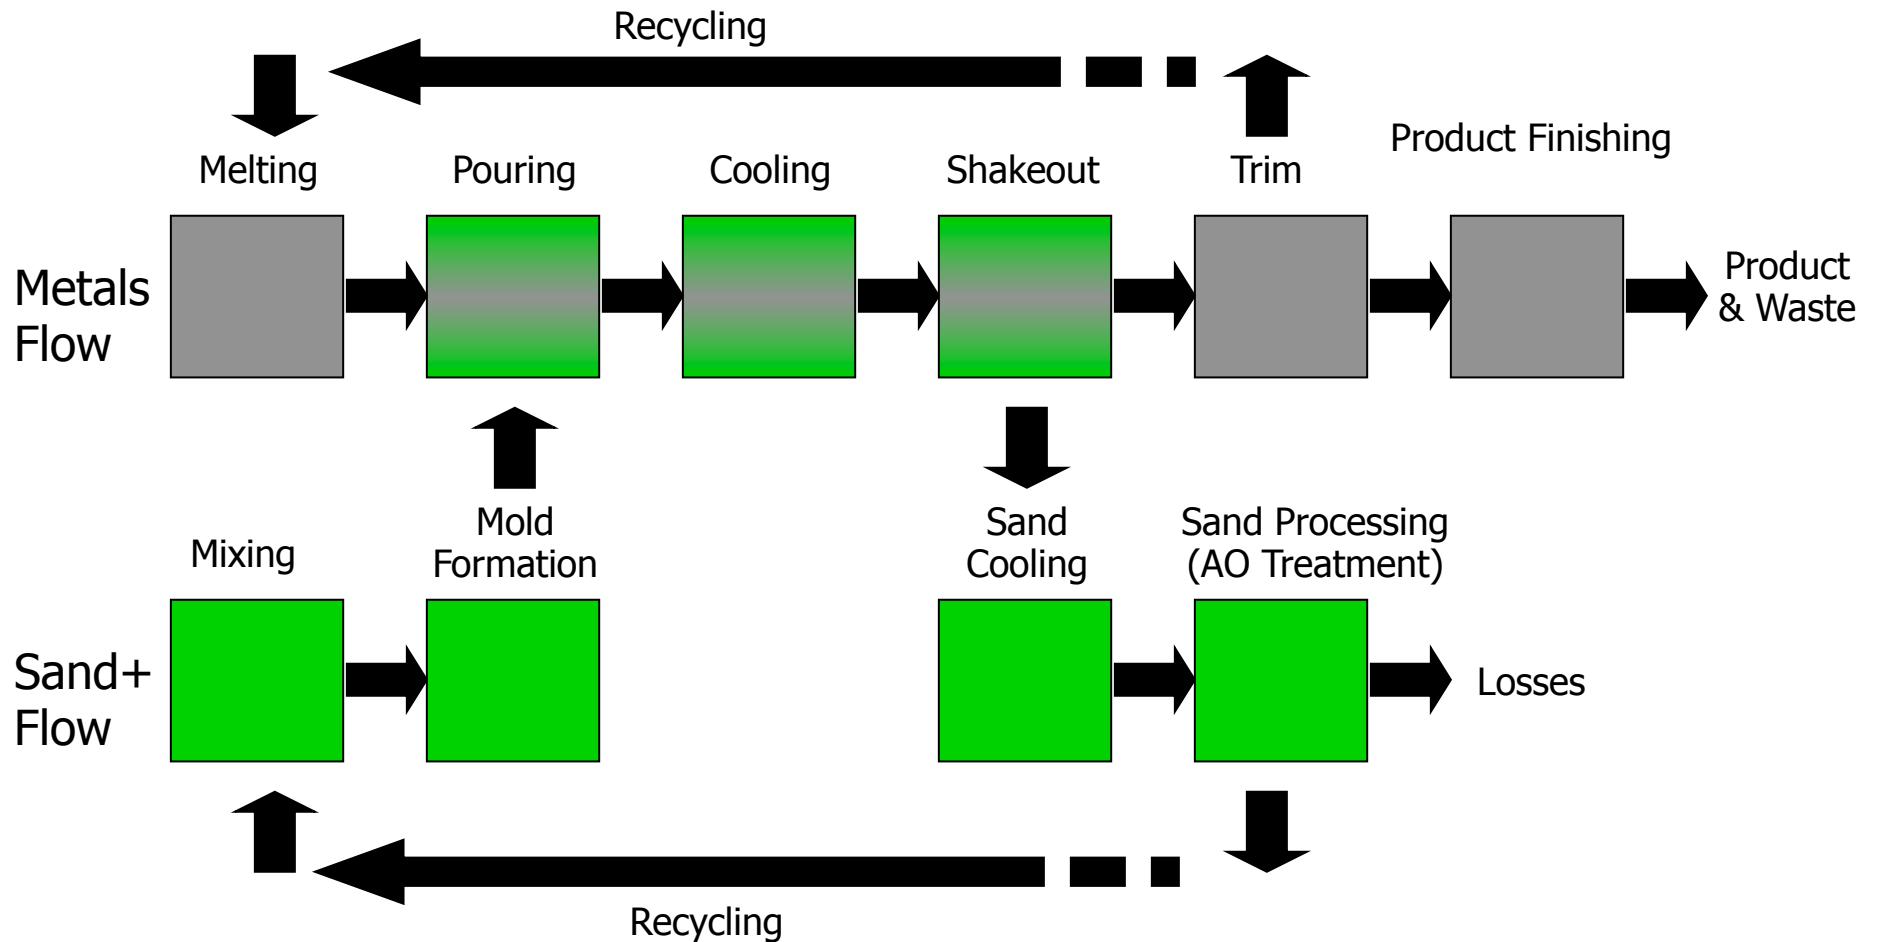 Recycling
Melting
Pouring
Cooling
Shakeout
Trim
Product Finishing
Metals
Flow
Product
& Waste
Mixing
Mold
Formation
Sand
Cooling
Sand Processing
(AO Treatment)
Sand+
Flow
Losses
Recycling